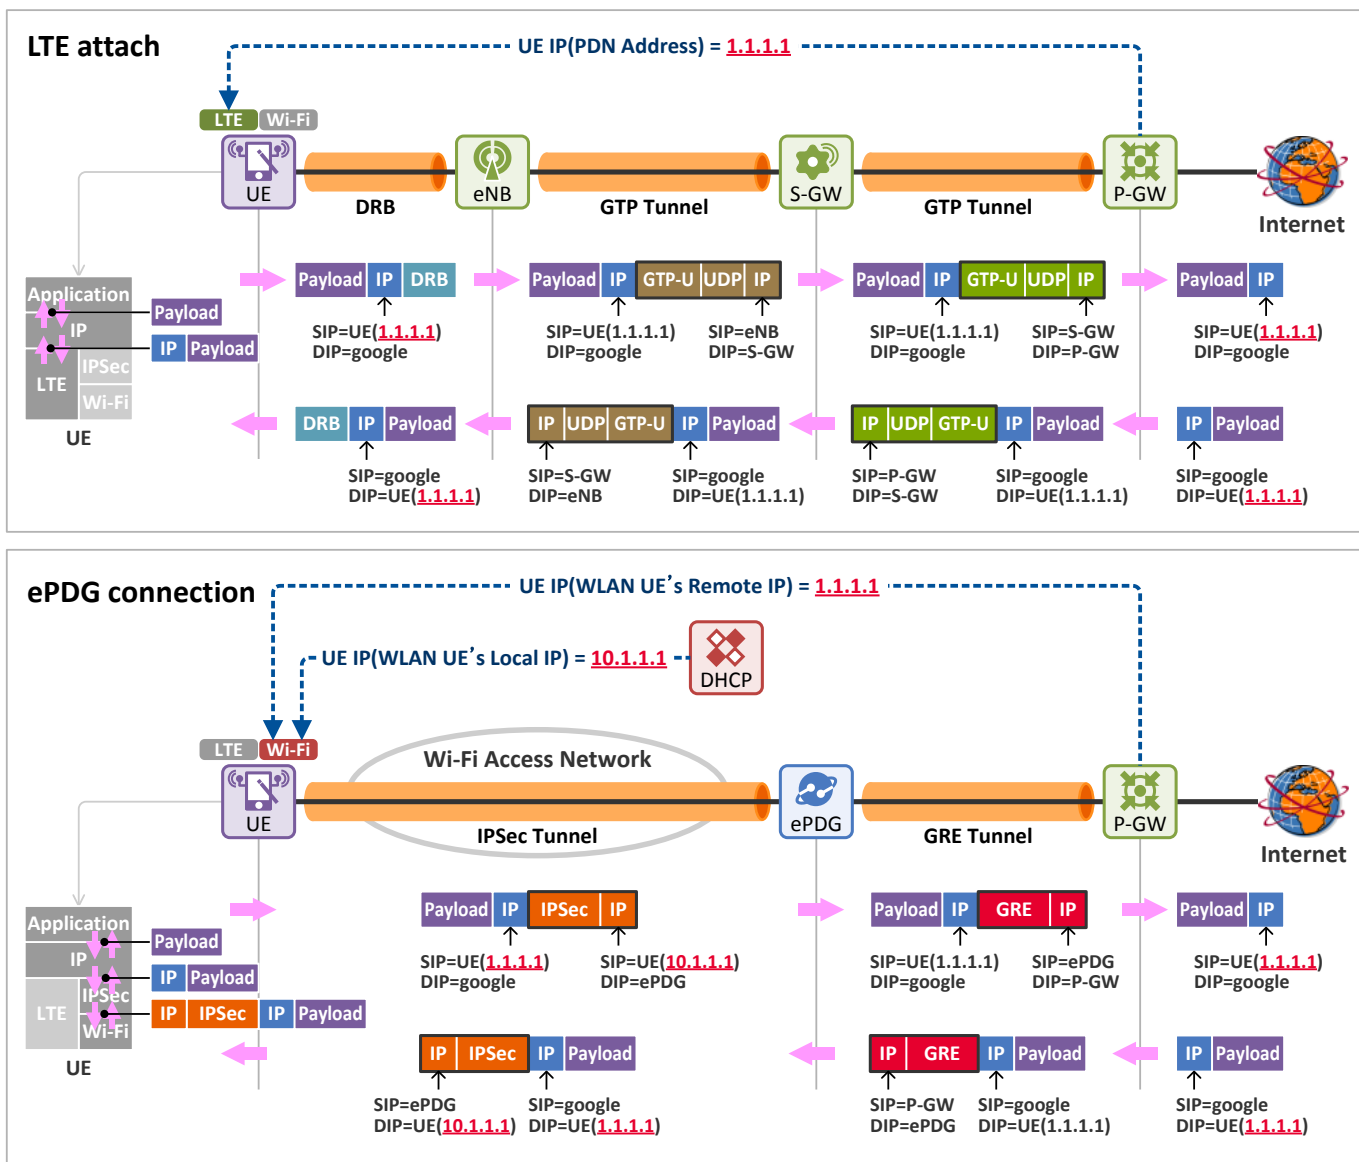 LTE attach
UE IP(PDN Address) = 1.1.1.1
LTE Wi-Fi
UE
eNB
S-GW
P-GW
DRB
GTP Tunnel
GTP Tunnel
Internet
Payload IP DRB
Payload IP GTP-U UDP IP
Payload IP GTP-U UDP IP
Payload IP
SIP=UE(1.1.1.1)
DIP=google
SIP=UE(1.1.1.1)
DIP=google
SIP=eNB
DIP=S-GW
SIP=UE(1.1.1.1)
DIP=google
SIP=S-GW
DIP=P-GW
SIP=UE(1.1.1.1)
DIP=google
Application
Payload
IP
IP Payload
LTE
IPSec
Wi-Fi
UE
DRB IP Payload
IP UDP GTP-U IP Payload
IP UDP GTP-U IP Payload
IP Payload
SIP=google
DIP=UE(1.1.1.1)
SIP=S-GW
DIP=eNB
SIP=google
DIP=UE(1.1.1.1)
SIP=P-GW
DIP=S-GW
SIP=google
DIP=UE(1.1.1.1)
SIP=google
DIP=UE(1.1.1.1)
ePDG connection
UE IP(WLAN UE's Remote IP) = 1.1.1.1
UE IP(WLAN UE's Local IP) = 10.1.1.1
DHCP
LTE Wi-Fi
UE
Wi-Fi Access Network
IPSec Tunnel
ePDG
GRE Tunnel
P-GW
Internet
Payload IP IPSec IP
Payload IP GRE IP
Payload IP
SIP=UE(1.1.1.1)
DIP=google
SIP=UE(10.1.1.1)
DIP=ePDG
SIP=UE(1.1.1.1)
DIP=google
SIP=ePDG
DIP=P-GW
SIP=UE(1.1.1.1)
DIP=google
Application
Payload
IP
IP Payload
IPSec
LTE
IP IPSec IP Payload
Wi-Fi
UE
IP IPSec IP Payload
IP GRE IP Payload
IP Payload
SIP=ePDG
DIP=UE(10.1.1.1)
SIP=google
DIP=UE(1.1.1.1)
SIP=P-GW
DIP=ePDG
SIP=google
DIP=UE(1.1.1.1)
SIP=google
DIP=UE(1.1.1.1)